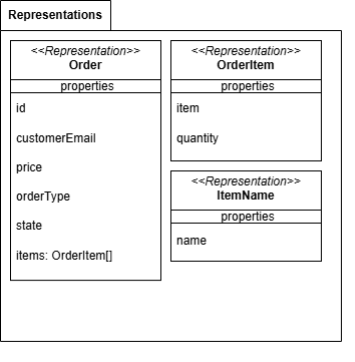 Representations
<<Representation>>
Order
properties
id
customerEmail
price
orderType
state
items: OrderItem[]
<<Representation>>
OrderItem
properties
item
quantity
<<Representation>>
ItemName
properties
name